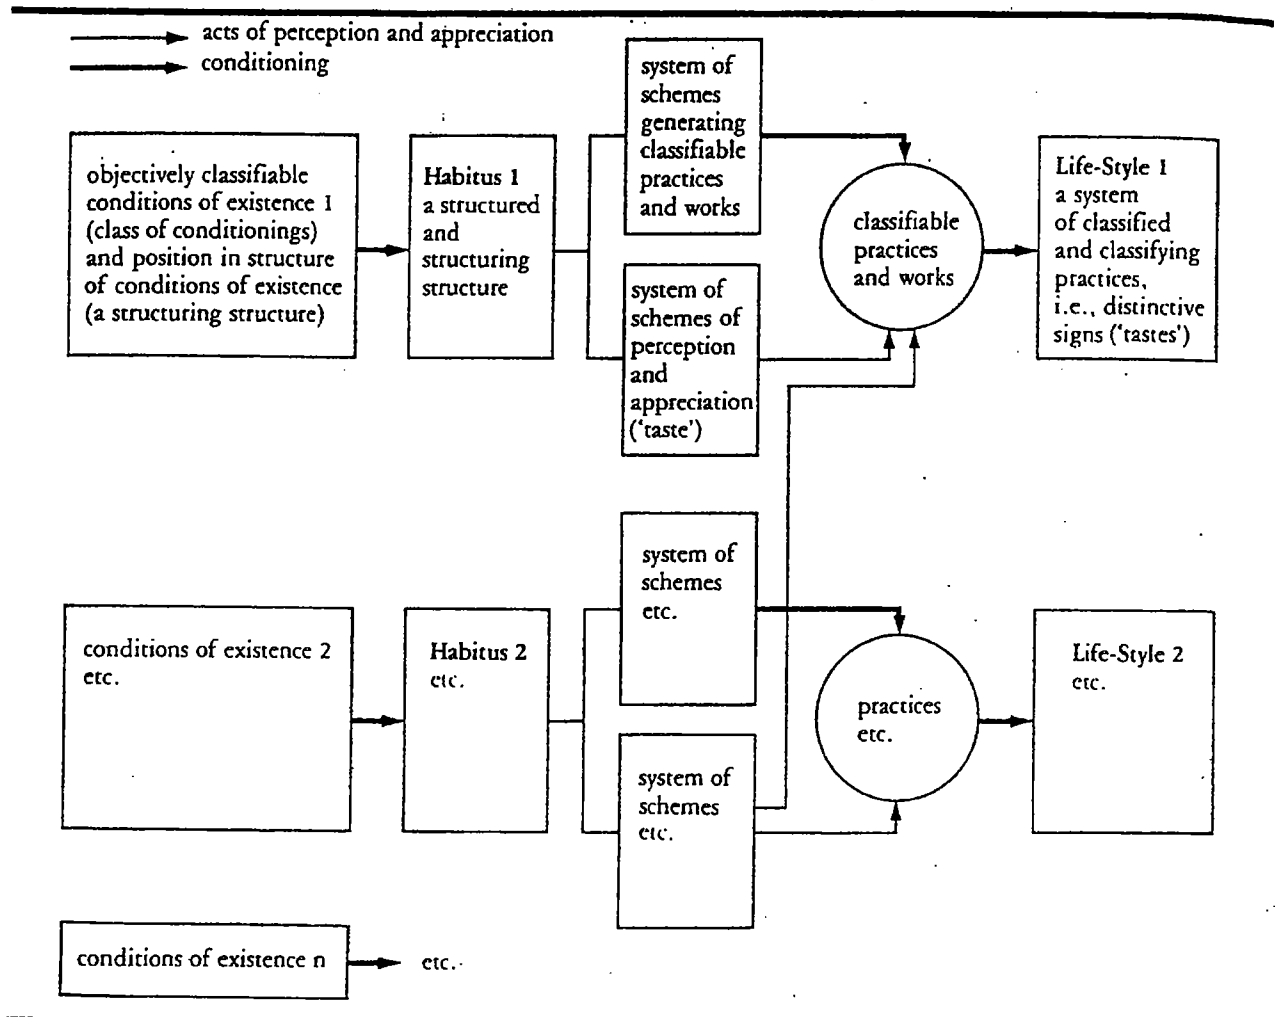 acts of perception and appreciation
conditioning
objectively classifiable
conditions of existence 1
(class of conditionings)
and position in structure
of conditions of existence
(a structuring structure)
Habitus 1
a structured
and
structuring
structure
system of
schemes
generating
classifiable
practices
and works
system of
schemes of
perception
and
appreciation
('taste')
classifiable
practices
and works
Life-Style 1
a system
of classified
and classifying
practices,
i.e., distinctive
signs ('tastes')
conditions of existence 2
etc.
Habitus 2
etc.
system of
schemes
etc.
system of
schemes
etc.
practices
etc.
Life-Style 2
etc.
conditions of existence n
etc.